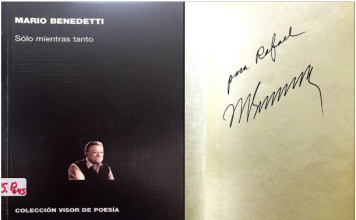 MARIO BENEDETTI
Sólo mientras tanto
COLECCIÓN VISOR DE POESÍA
para Rafael